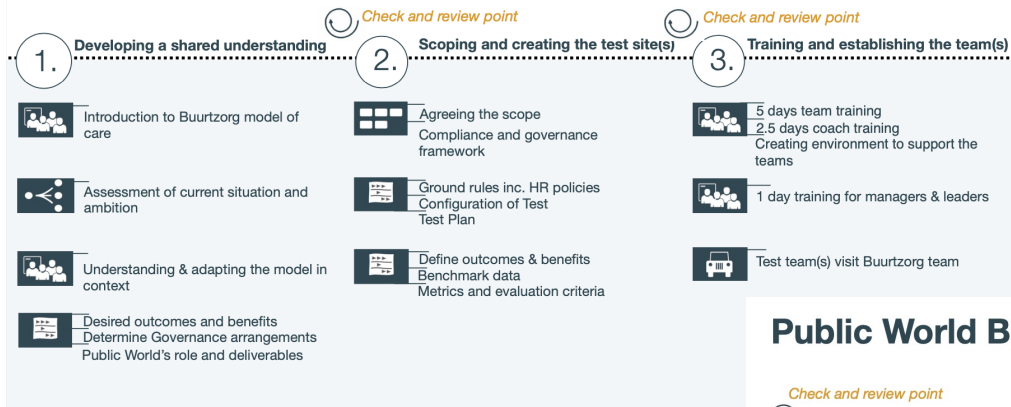 Check and review point
Check and review point
1.
Developing a shared understanding
2.
Scoping and creating the test site(s)
3.
Training and establishing the team(s)
Introduction to Buurtzorg model of
care
Assessment of current situation and
ambition
Understanding & adapting the model in
context
Desired outcomes and benefits
Determine Governance arrangements
Public World's role and deliverables
Agreeing the scope
Compliance and governance
framework
Ground rules inc. HR policies
Configuration of Test
Test Plan
Define outcomes & benefits
Benchmark data
Metrics and evaluation criteria
5 days team training
2.5 days coach training
Creating environment to support the
teams
1 day training for managers & leaders
Test team(s) visit Buurtzorg team
Public World B
Check and review point